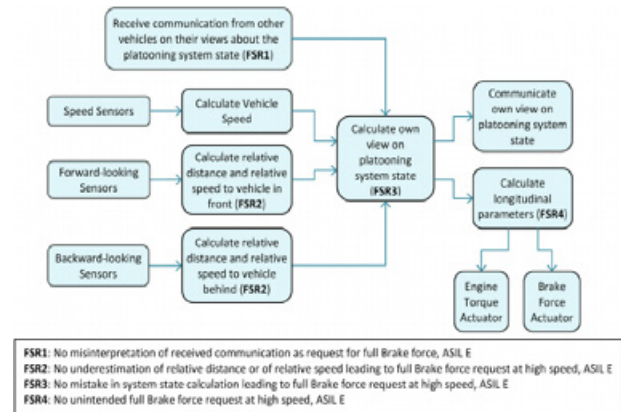 Receive communication from other
vehicles on their views about the
platooning system state (FSR1)
Speed Sensors
Calculate Vehicle
Speed
Communicate
own view on
platooning system
state
Calculate own
view on
platooning
system state
(FSR3)
Forward-looking
Sensors
Calculate relative
distance and relative
speed to vehicle in
front (FSR2)
Calculate
longitudinal
parameters (FSR4)
Backward-looking
Sensors
Calculate relative
distance and relative
speed to vehicle
behind (FSR2)
Engine
Torque
Actuator
Brake
Force
Actuator
FSR1: No misinterpretation of received communication as request for full Brake force, ASIL E
FSR2: No underestimation of relative distance or of relative speed leading to full Brake force request at high speed, ASIL E
FSR3: No mistake in system state calculation leading to full Brake force request at high speed, ASIL E
FSR4: No unintended full Brake force request at high speed, ASIL E